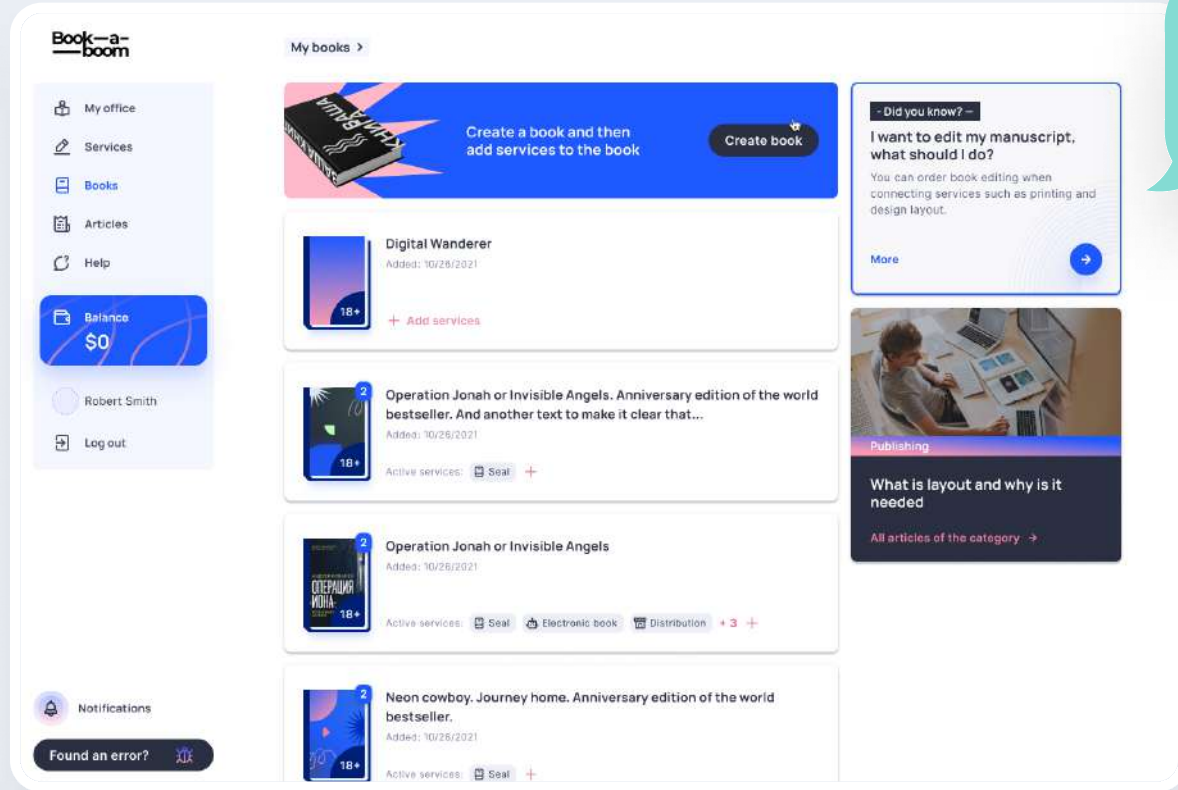 Book—a-
—boom
My office
Services
Books
Articles
Help
Balance
$0
Robert Smith
Log out
Notifications
Found an error?
My books >
Create a book and then
add services to the book
Create book
Digital Wanderer
Added: 10/26/2021
18+
+ Add services
2
Operation Jonah or Invisible Angels. Anniversary edition of the world
bestseller. And another text to make it clear that...
Added: 10/26/2021
18+
Active services: Seal +
2
Operation Jonah or Invisible Angels
Added: 10/26/2021
ОПЕРАЦИЯ
ИОНА
18+
Active services: Seal Electronic book Distribution + 3 +
2
Neon cowboy. Journey home. Anniversary edition of the world
bestseller.
Added: 10/26/2021
18+
Active services: Seal +
- Did you know? —
I want to edit my manuscript,
what should I do?
You can order book editing when
connecting services such as printing and
design layout.
More
Publishing
What is layout and why is it
needed
All articles of the category →